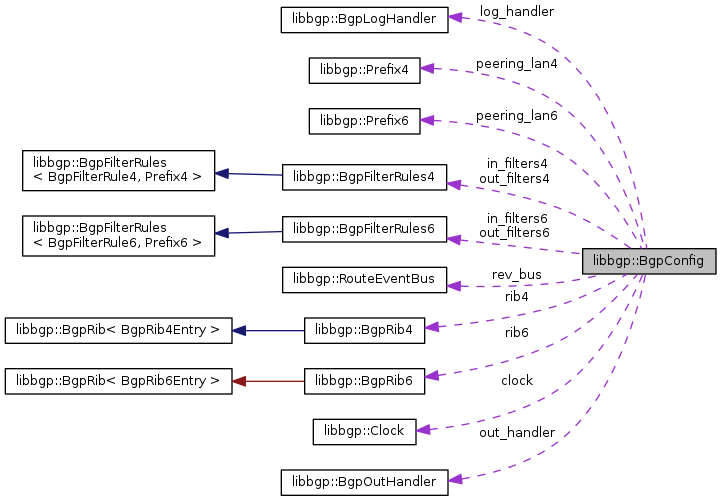 libbgp::BgpLogHandler
log_handler
libbgp::Prefix4
peering_lan4
libbgp::Prefix6
peering_lan6
libbgp::BgpFilterRules
< BgpFilterRule4, Prefix4 >
libbgp::BgpFilterRules4
in_filters4
out_filters4
libbgp::BgpFilterRules
< BgpFilterRule6, Prefix6 >
libbgp::BgpFilterRules6
in_filters6
out_filters6
libbgp::BgpConfig
libbgp::RouteEventBus
rev_bus
libbgp::BgpRib< BgpRib4Entry >
libbgp::BgpRib4
rib4
libbgp::BgpRib< BgpRib6Entry >
libbgp::BgpRib6
rib6
libbgp::Clock
clock
libbgp::BgpOutHandler
out_handler